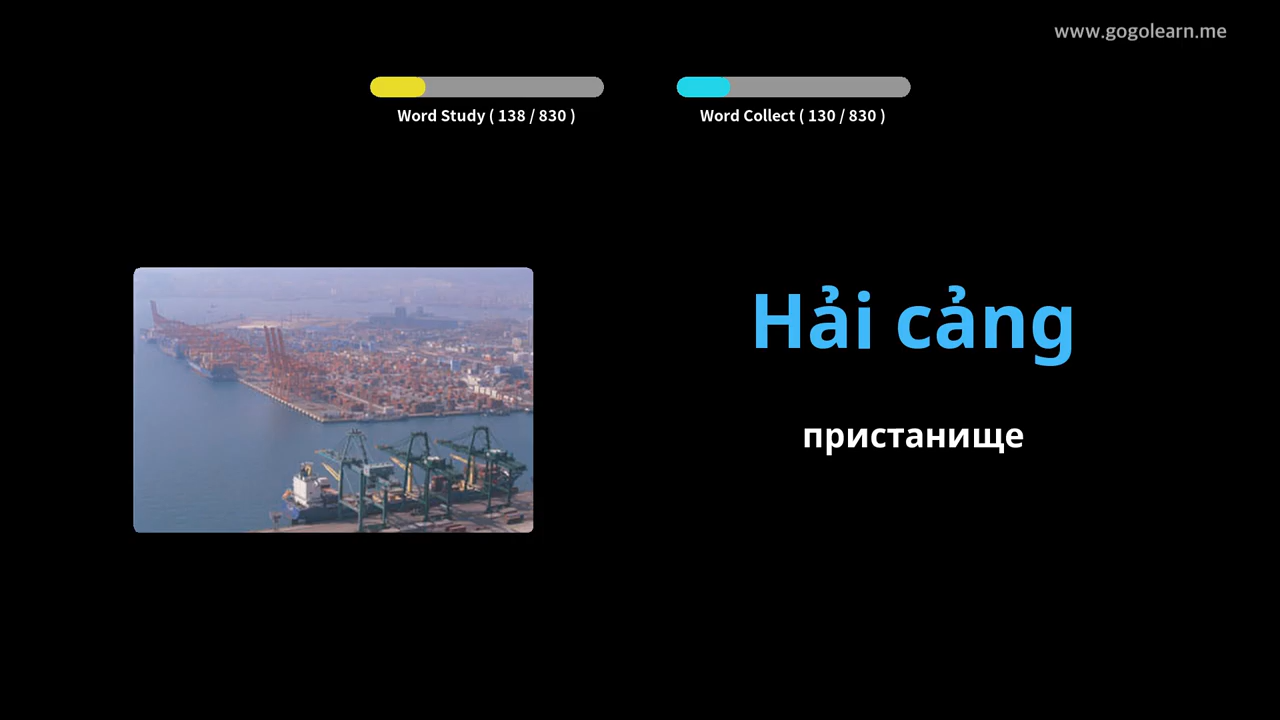 www.gogolearn.me
Word Study ( 138 / 830 )
Word Collect ( 130 / 830 )
Hải cảng
пристанище